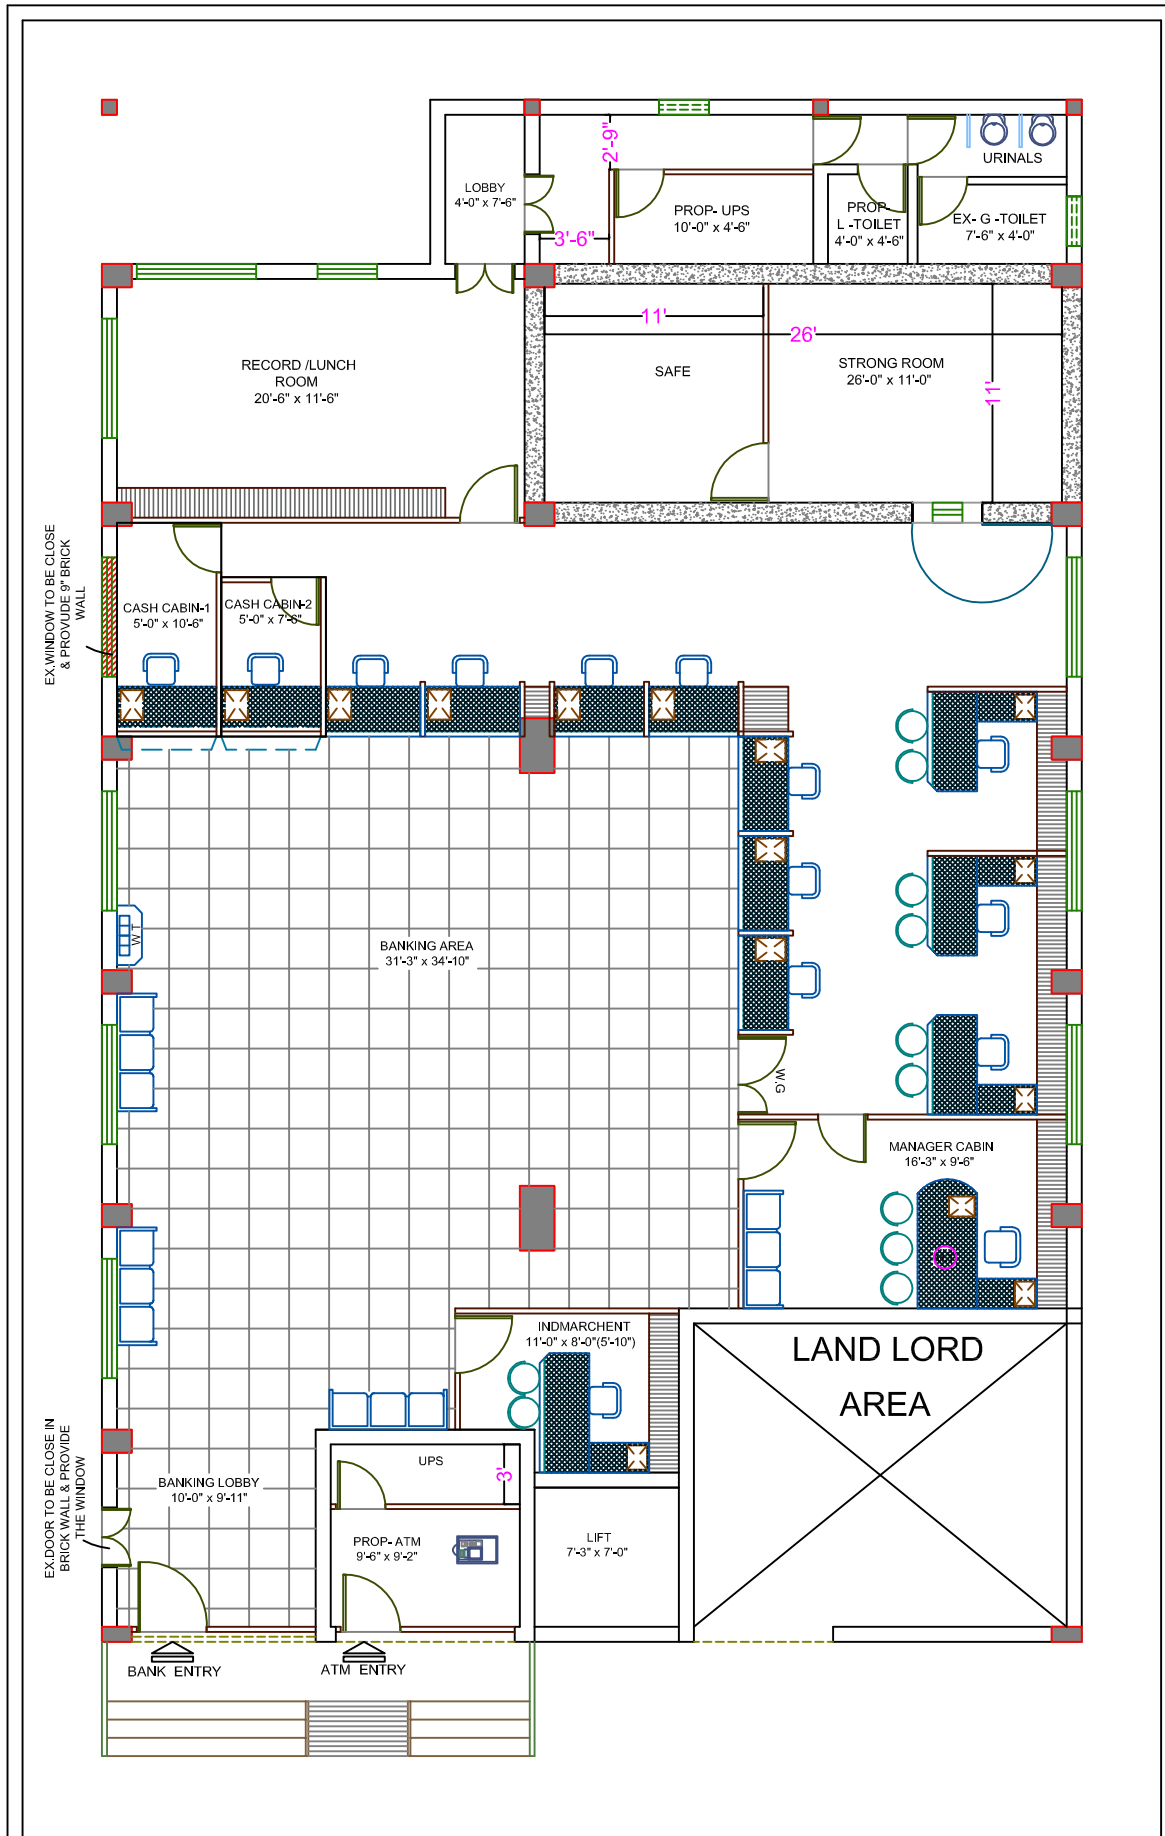 2'-9"
URINALS
LOBBY
4'-0" x 7'-6"
PROP- UPS
10'-0" x 4'-6"
PROP-
L -TOILET
4'-0" x 4'-6"
EX- G -TOILET
7'-6" x 4'-0"
3'-6"
11'
26'
RECORD /LUNCH
ROOM
20'-6" x 11'-6"
SAFE
STRONG ROOM
26'-0" x 11'-0"
11'
EX.WINDOW TO BE CLOSE
& PROVUDE 9" BRICK
WALL
CASH CABIN-1
5'-0" x 10'-6"
CASH CABIN-2
5'-0" x 7'-6"
W T
BANKING AREA
31'-3" x 34'-10"
W.G
MANAGER CABIN
16'-3" x 9'-6"
INDMARCHENT
11'-0" x 8'-0"(5'-10")
LAND LORD
AREA
EX.DOOR TO BE CLOSE IN
BRICK WALL & PROVIDE
THE WINDOW
BANKING LOBBY
10'-0" x 9'-11"
UPS
3'
PROP- ATM
9'-6" x 9'-2"
LIFT
7'-3" x 7'-0"
BANK ENTRY
ATM ENTRY